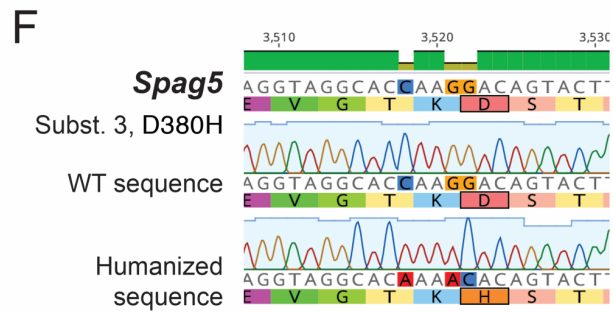 F
3,510 3,520 3,530
Spag5
AGGTAGGCACCAAGGACAGTACT
E V G T K D S T
Subst. 3, D380H
WT sequence
AGGTAGGCACCAAGGACAGTACT
E V G T K D S T
Humanized
sequence
AGGTAGGCACAAAACACAGTACT
E V G T K H S T